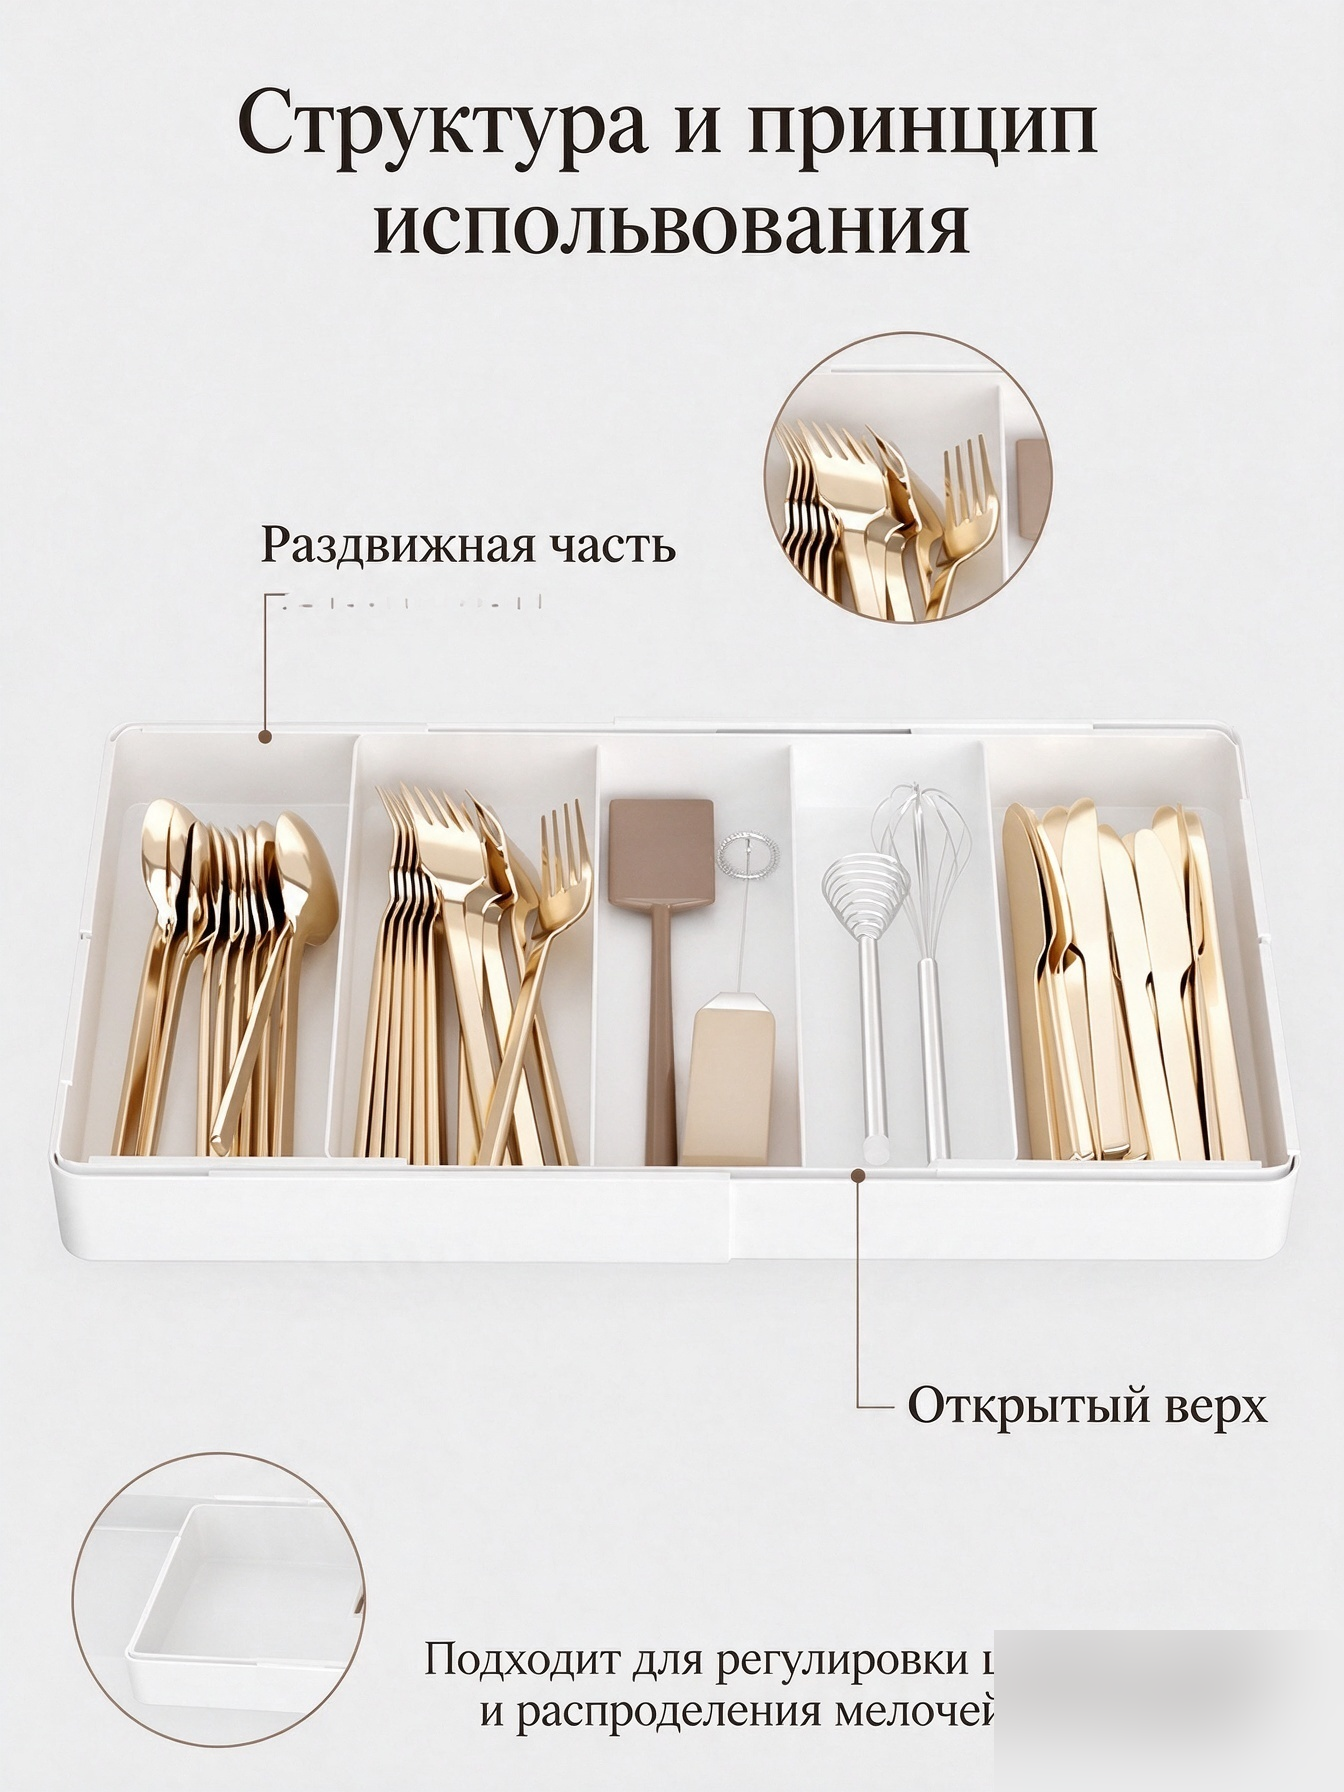 Структура и принцип
испольвования
Раздвижная часть
Открытый верх
Подходит для регулировки
и распроделения мелочей